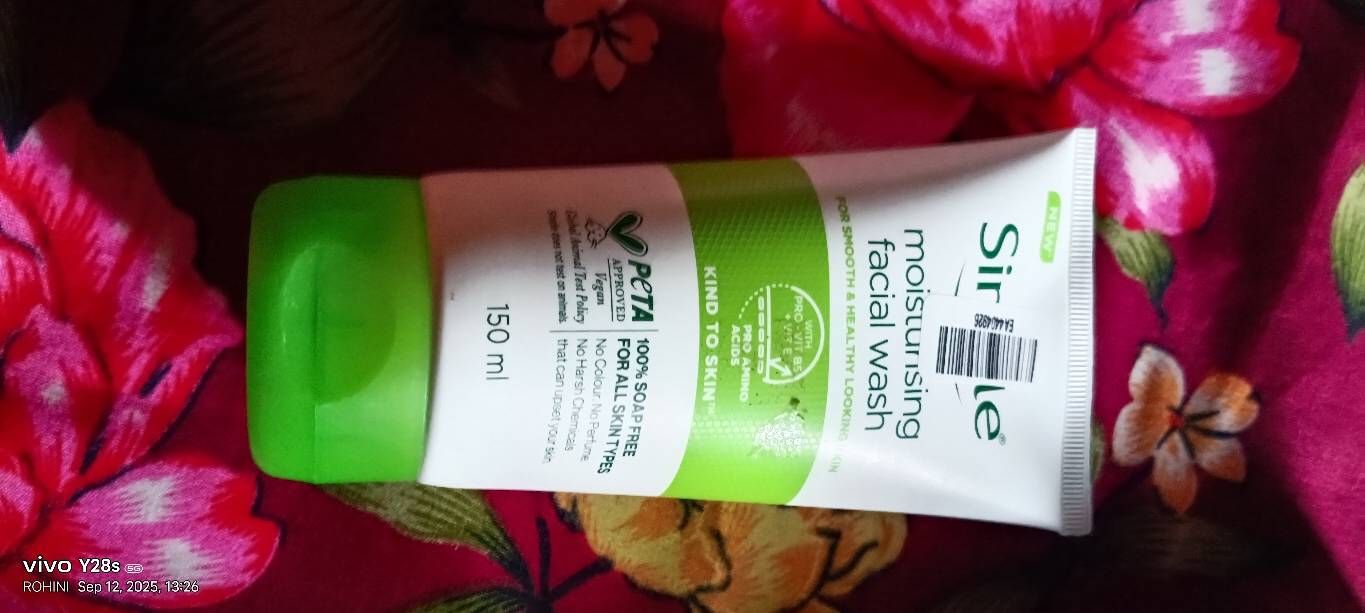 NEW
Simple®
EA4404926
moisturising
facial wash
FOR SMOOTH & HEALTHY LOOKING SKIN
WITH
PRO-VIT B5
+ VIT E
PRO AMINO
ACIDS
KIND TO SKIN™
PETA
APPROVED
Vegan
Global Animal Test Policy
Simple does not test on animals.
100% SOAP FREE
FOR ALL SKIN TYPES
No Colour. No Perfume
No Harsh Chemicals
that can upset your skin
150 ml
vivo Y28s 5G
ROHINI Sep 12, 2025, 13:26